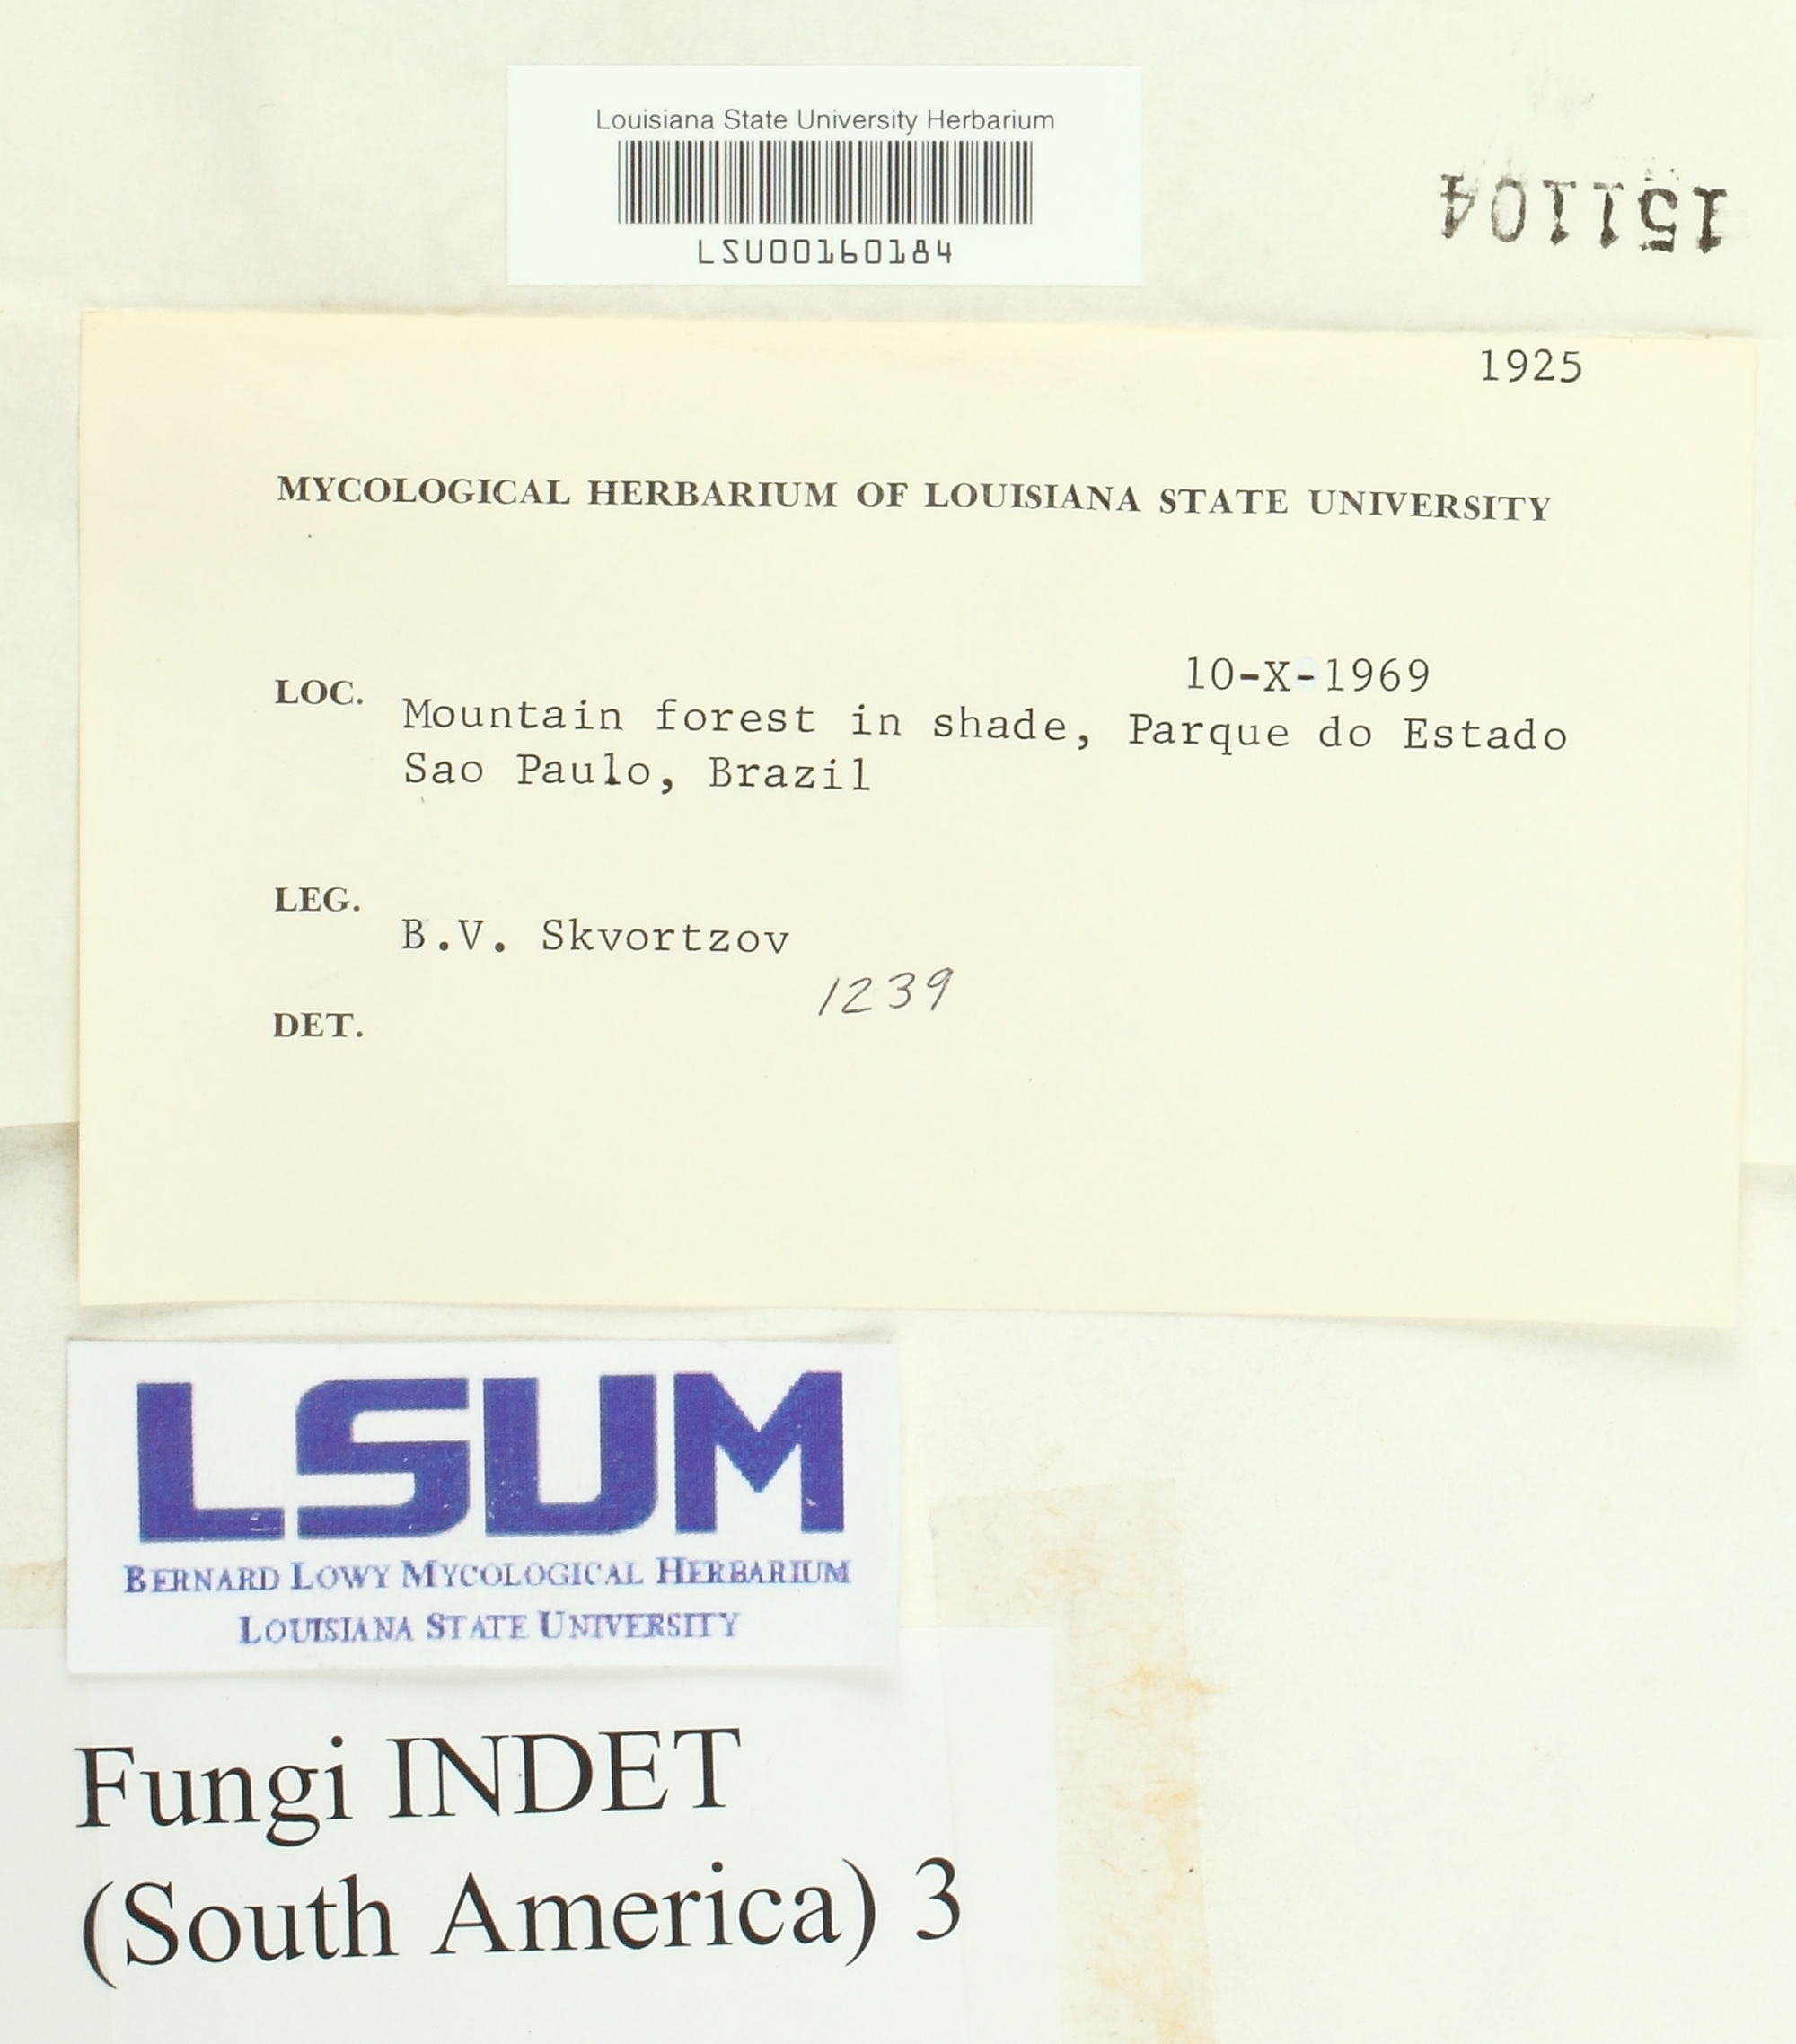 Louisiana State University Herbarium
LSU00160184
151104
1925
MYCOLOGICAL HERBARIUM OF LOUISIANA STATE UNIVERSITY
10-X-1969
LOC. Mountain forest in shade, Parque do Estado
Sao Paulo, Brazil
LEG. B.V. Skvortzov
1239
DET.
LSUM
BERNARD LOWY MYCOLOGICAL HERBARIUM
LOUISIANA STATE UNIVERSITY
Fungi INDET
(South America) 3